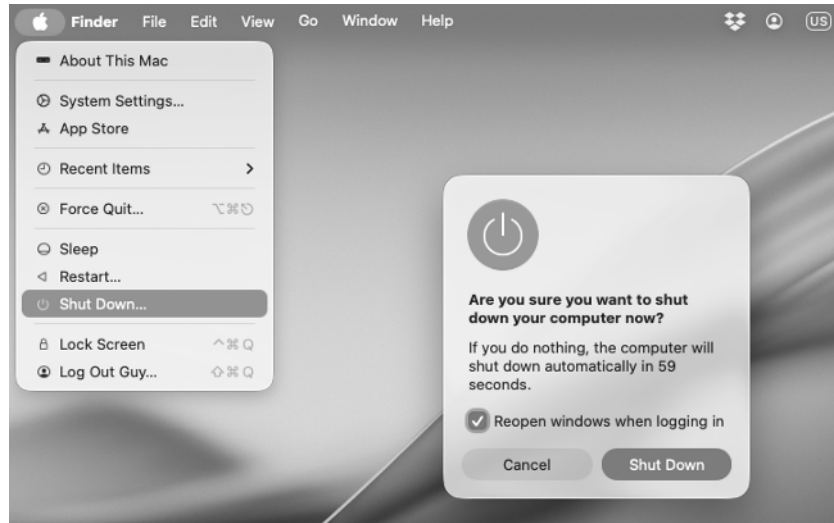 Finder File Edit View Go Window Help US
About This Mac
System Settings...
App Store
Recent Items
Force Quit... ⌥⌘⎋
Sleep
Restart...
Shut Down...
Lock Screen ^⌘Q
Log Out Guy... ⇧⌘Q
Are you sure you want to shut
down your computer now?
If you do nothing, the computer will
shut down automatically in 59
seconds.
Reopen windows when logging in
Cancel Shut Down